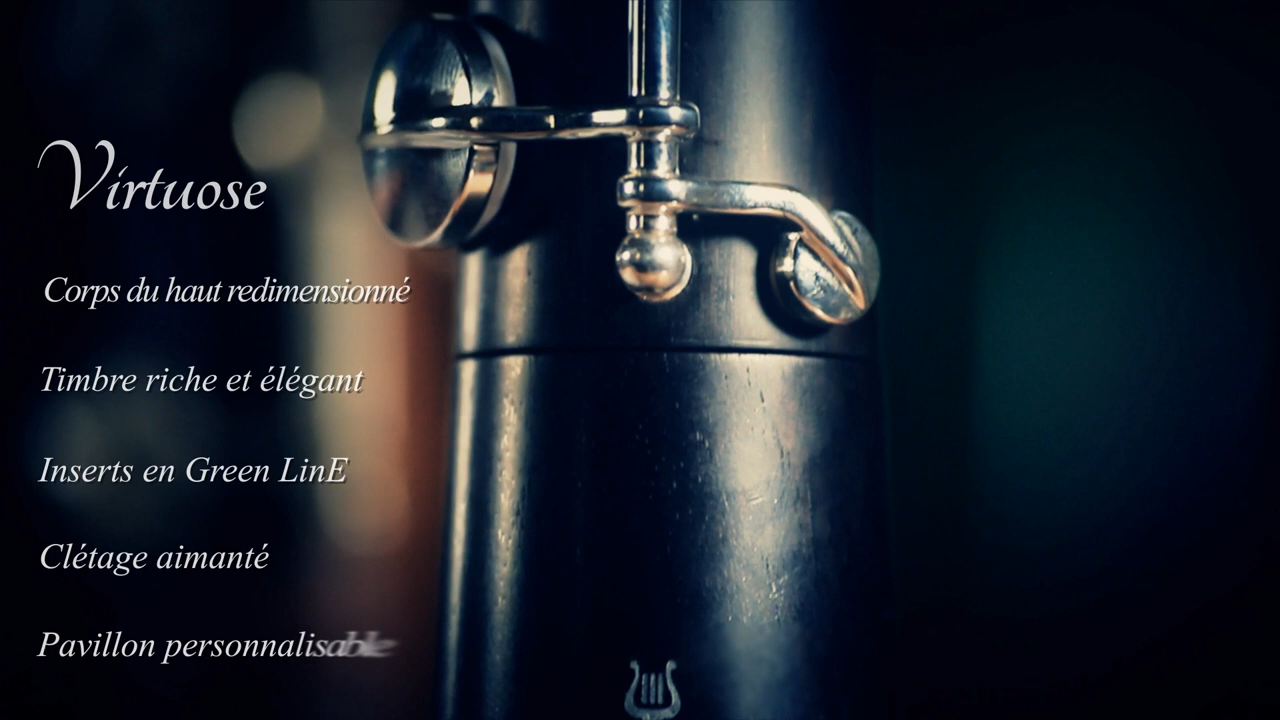 Virtuose
Corps du haut redimensionné
Timbre riche et élégant
Inserts en Green LinE
Clétage aimanté
Pavillon personnalisable